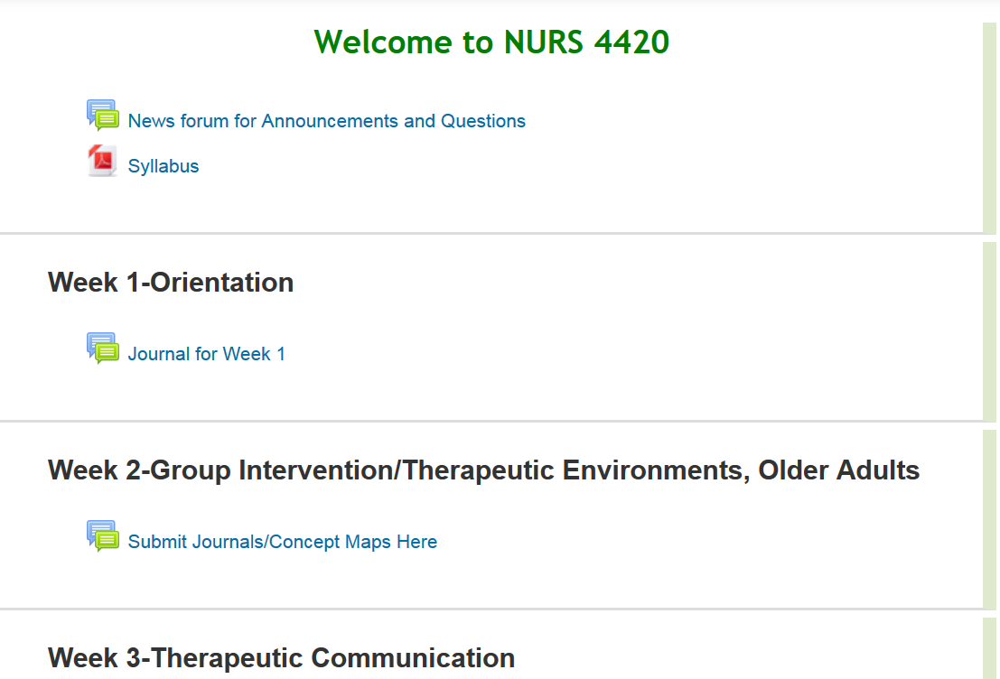 Welcome to NURS 4420
News forum for Announcements and Questions
Syllabus
Week 1-Orientation
Journal for Week 1
Week 2-Group Intervention/Therapeutic Environments, Older Adults
Submit Journals/Concept Maps Here
Week 3-Therapeutic Communication